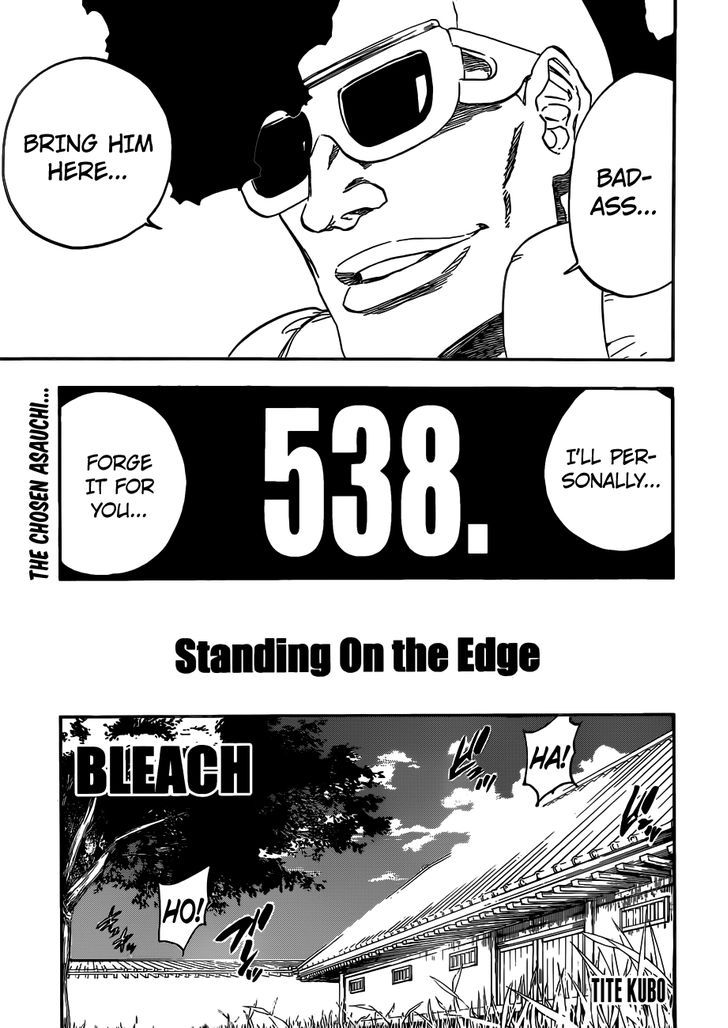 BAD-
ASS...
BRING HIM
HERE...
THE CHOSEN ASAUCHI...
I'LL PER-
SONALLY...
538.
FORGE
IT FOR
YOU...
Standing On the Edge
BLEACH
HA!
HO!
TITE KUBO